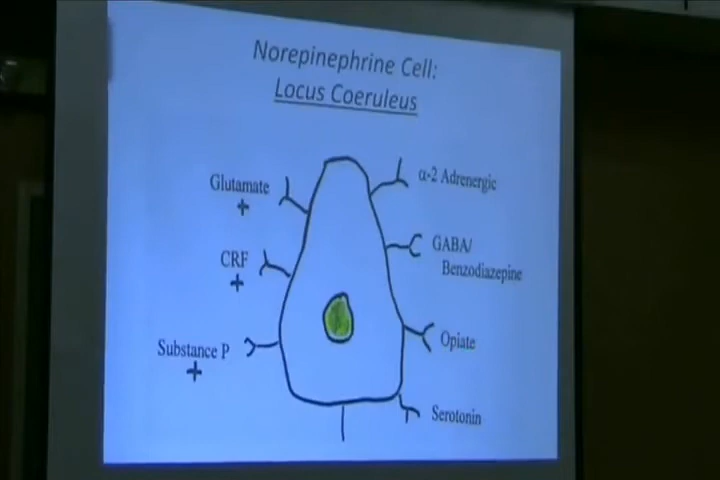 Norepinephrine Cell:
Locus Coeruleus
Glutamate
+
α-2 Adrenergic
CRF
+
GABA/
Benzodiazepine
Substance P
+
Opiate
Serotonin